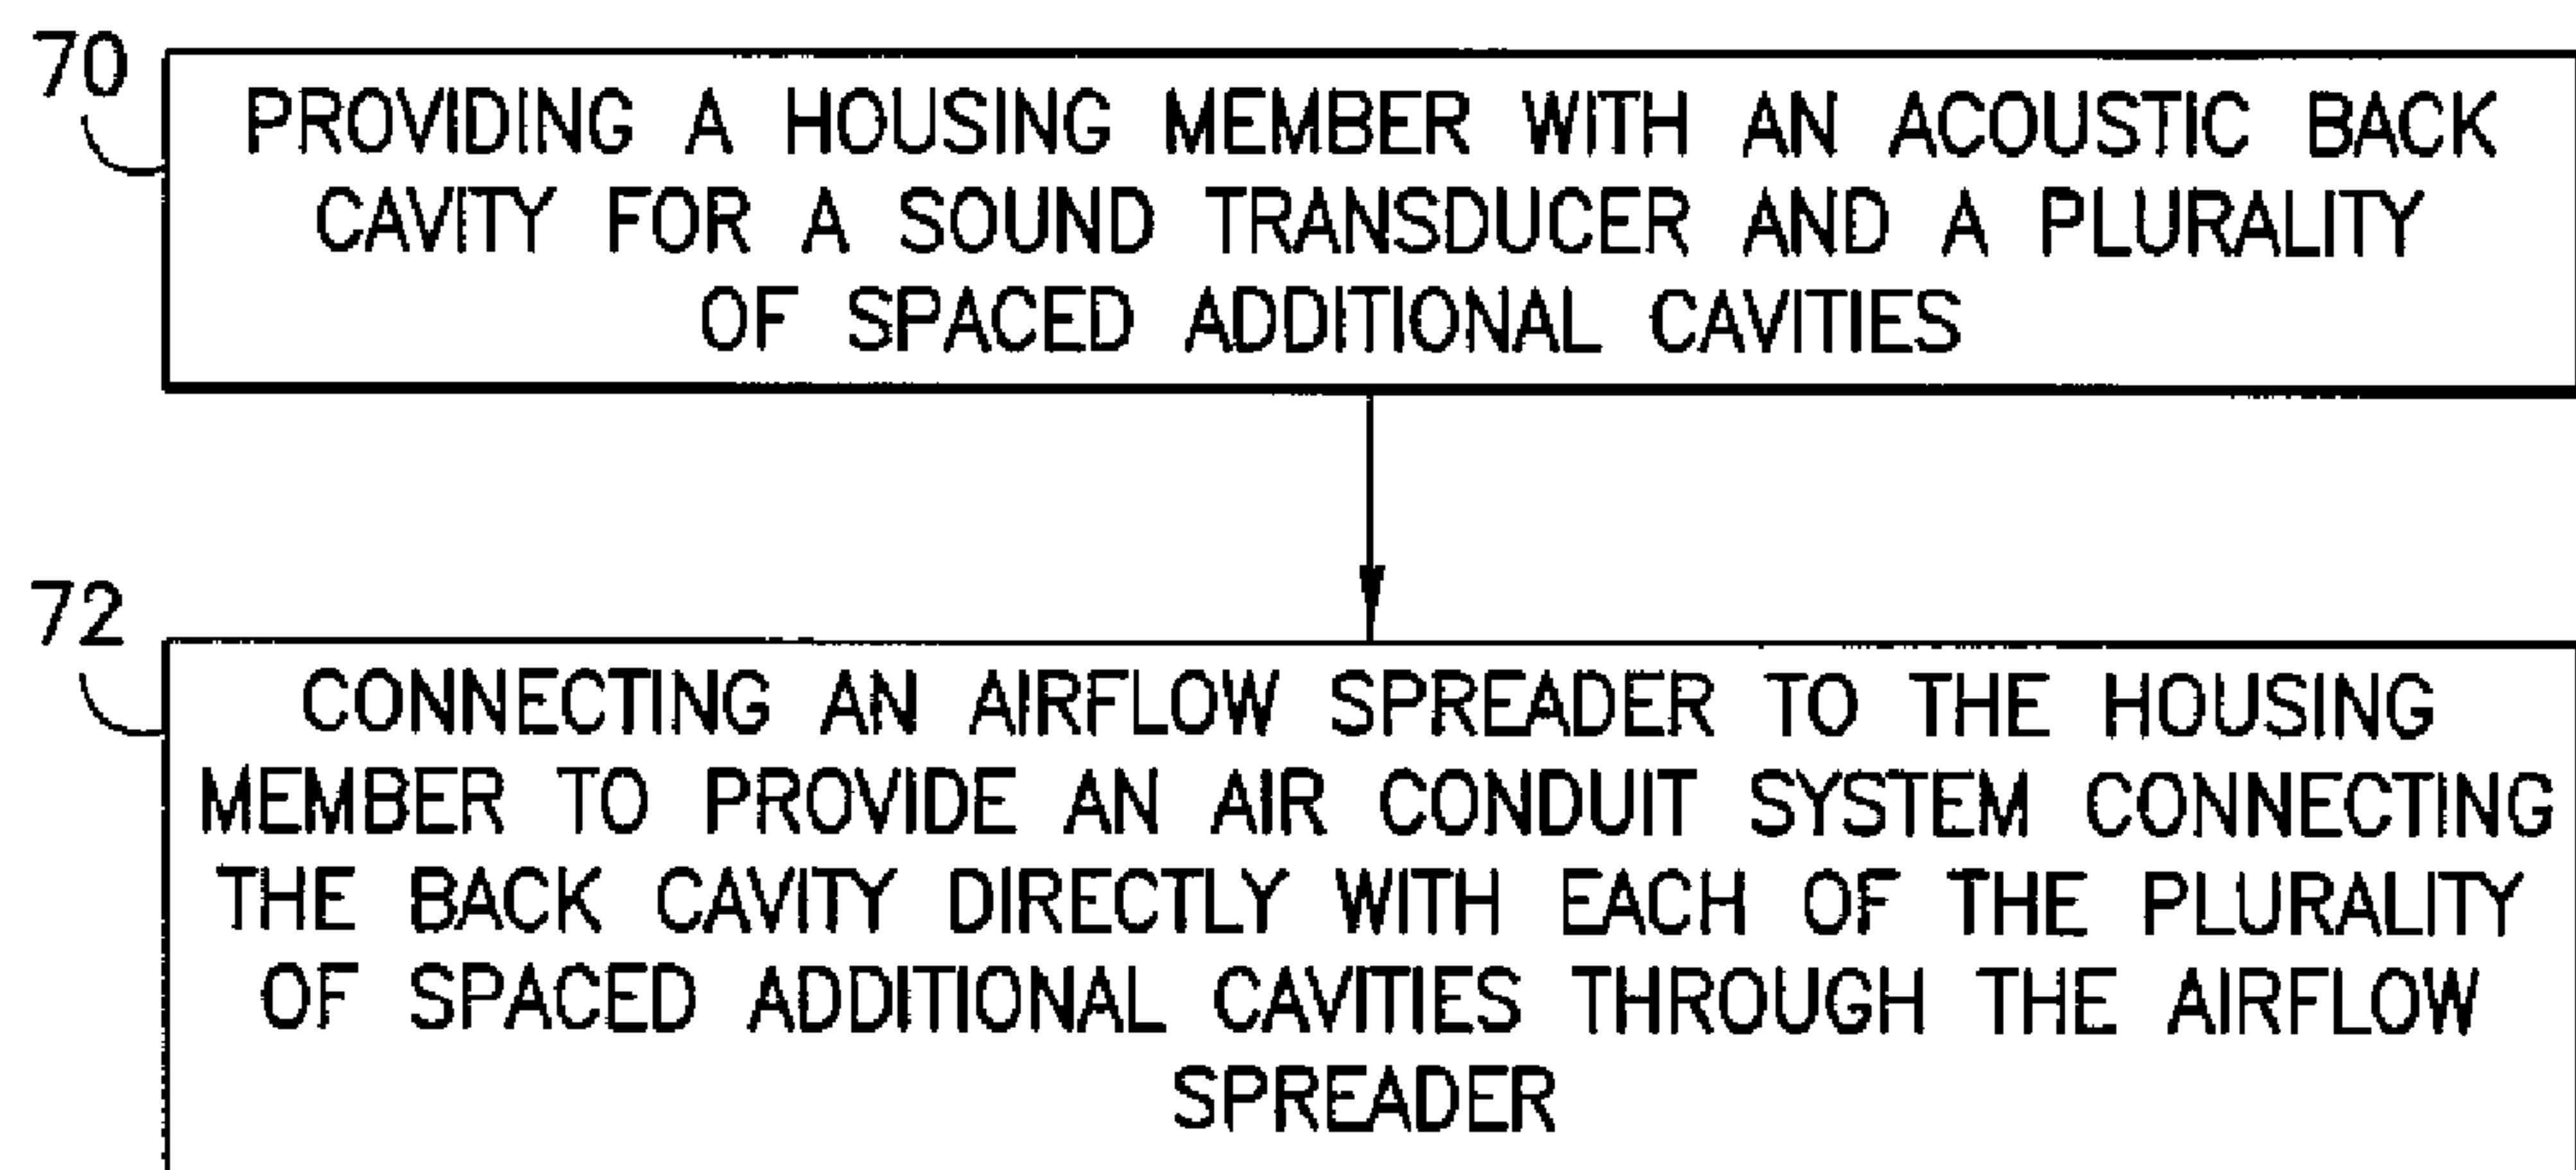 70
PROVIDING A HOUSING MEMBER WITH AN ACOUSTIC BACK
CAVITY FOR A SOUND TRANSDUCER AND A PLURALITY
OF SPACED ADDITIONAL CAVITIES
72
CONNECTING AN AIRFLOW SPREADER TO THE HOUSING
MEMBER TO PROVIDE AN AIR CONDUIT SYSTEM CONNECTING
THE BACK CAVITY DIRECTLY WITH EACH OF THE PLURALITY
OF SPACED ADDITIONAL CAVITIES THROUGH THE AIRFLOW
SPREADER